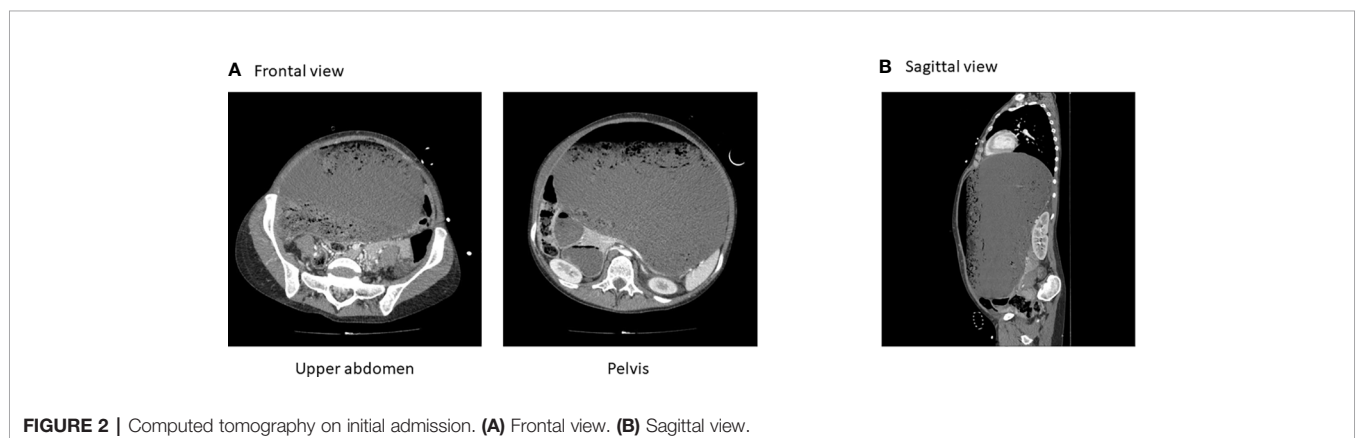 A Frontal view
B Sagittal view
Upper abdomen
Pelvis
FIGURE 2 | Computed tomography on initial admission. (A) Frontal view. (B) Sagittal view.